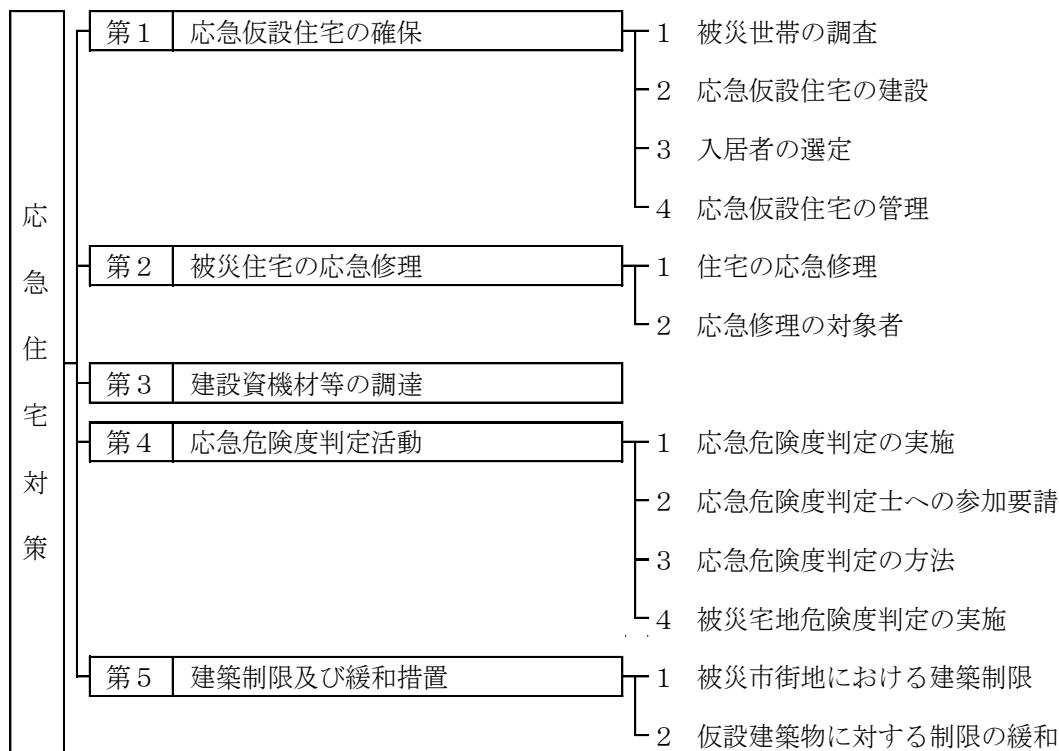 応急住宅対策
第１ 応急仮設住宅の確保
１ 被災世帯の調査
２ 応急仮設住宅の建設
３ 入居者の選定
４ 応急仮設住宅の管理
第２ 被災住宅の応急修理
１ 住宅の応急修理
２ 応急修理の対象者
第３ 建設資機材等の調達
第４ 応急危険度判定活動
１ 応急危険度判定の実施
２ 応急危険度判定士への参加要請
３ 応急危険度判定の方法
４ 被災宅地危険度判定の実施
第５ 建築制限及び緩和措置
１ 被災市街地における建築制限
２ 仮設建築物に対する制限の緩和